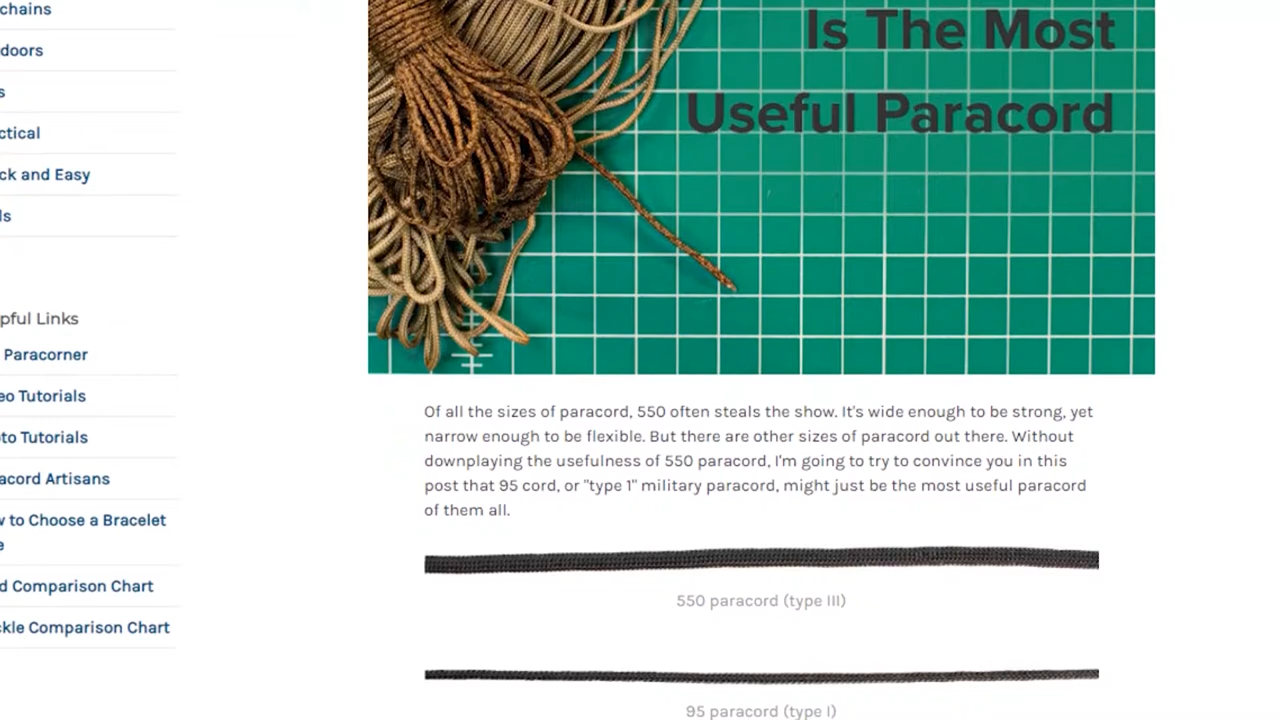 chains
doors
s
ctical
ck and Easy
ls
pful Links
Paracorner
eo Tutorials
oto Tutorials
acord Artisans
w to Choose a Bracelet
e
d Comparison Chart
ckle Comparison Chart
Is The Most
Useful Paracord
Of all the sizes of paracord, 550 often steals the show. It's wide enough to be strong, yet
narrow enough to be flexible. But there are other sizes of paracord out there. Without
downplaying the usefulness of 550 paracord, I'm going to try to convince you in this
post that 95 cord, or "type 1" military paracord, might just be the most useful paracord
of them all.
550 paracord (type III)
95 paracord (type I)